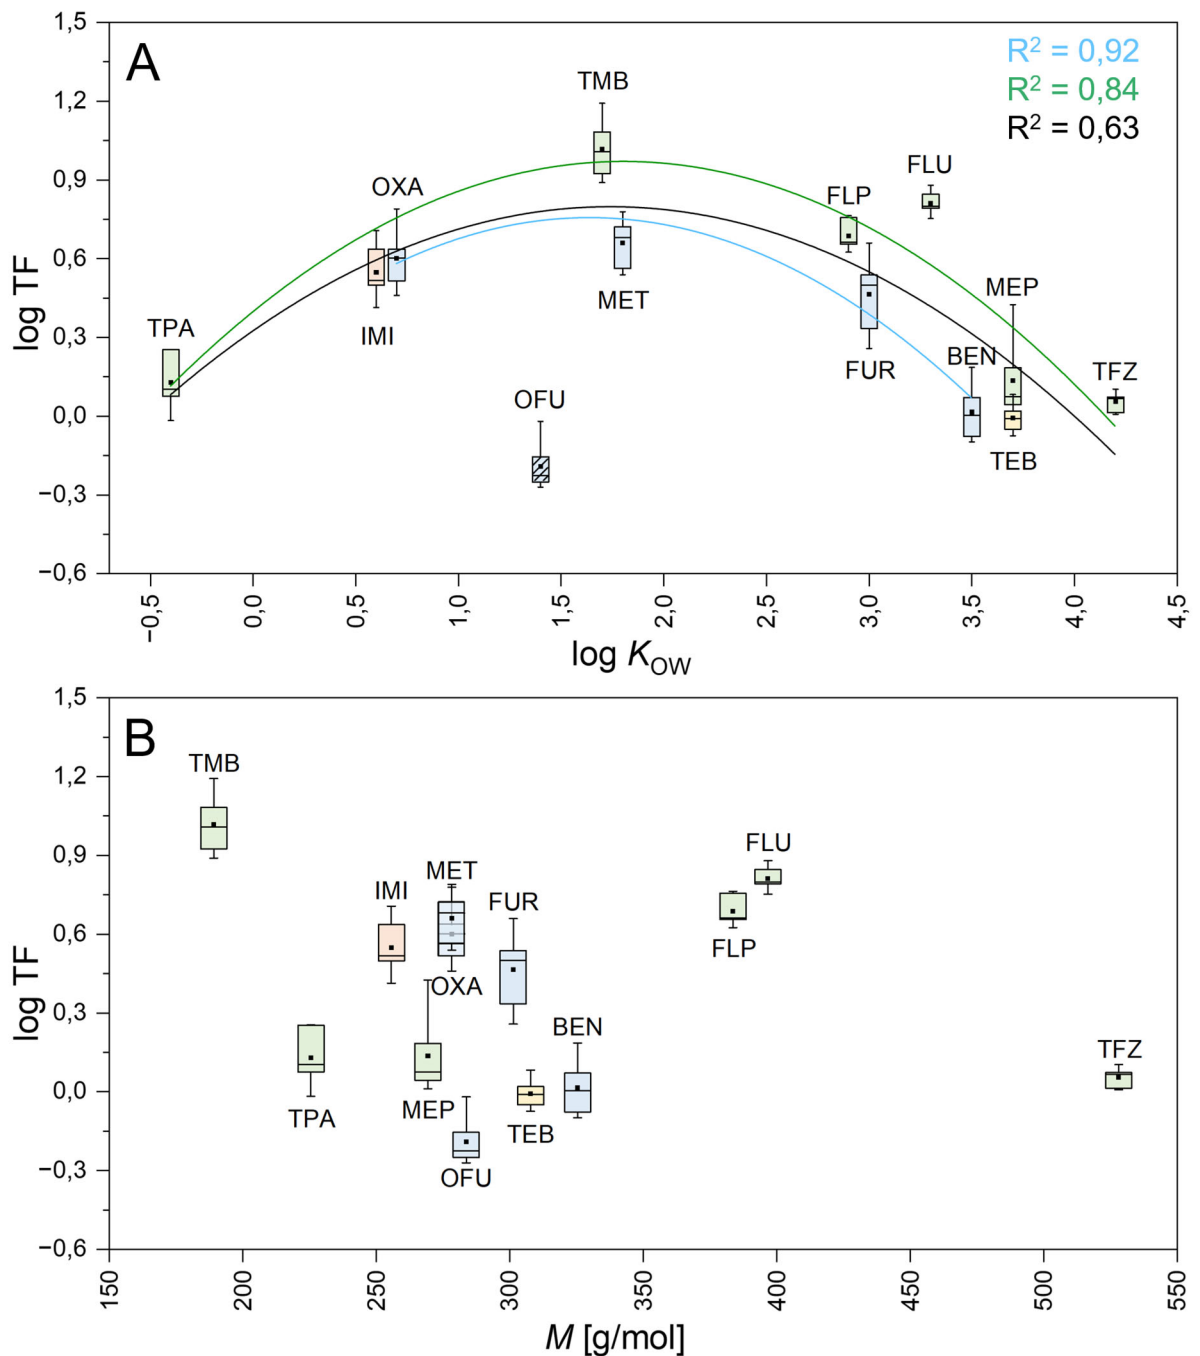 A
R² = 0,92
R² = 0,84
R² = 0,63
log TF
1,5
1,2
0,9
0,6
0,3
0,0
−0,3
−0,6
TMB
FLU
OXA
FLP
TPA
IMI
MET
MEP
FUR
BEN
TFZ
OFU
TEB
−0,5
0,0
0,5
1,0
1,5
2,0
2,5
3,0
3,5
4,0
4,5
log K_OW
B
log TF
1,5
1,2
0,9
0,6
0,3
0,0
−0,3
−0,6
TMB
FLU
MET
IMI
FUR
FLP
OXA
BEN
TFZ
MEP
TPA
TEB
OFU
150
200
250
300
350
400
450
500
550
M [g/mol]